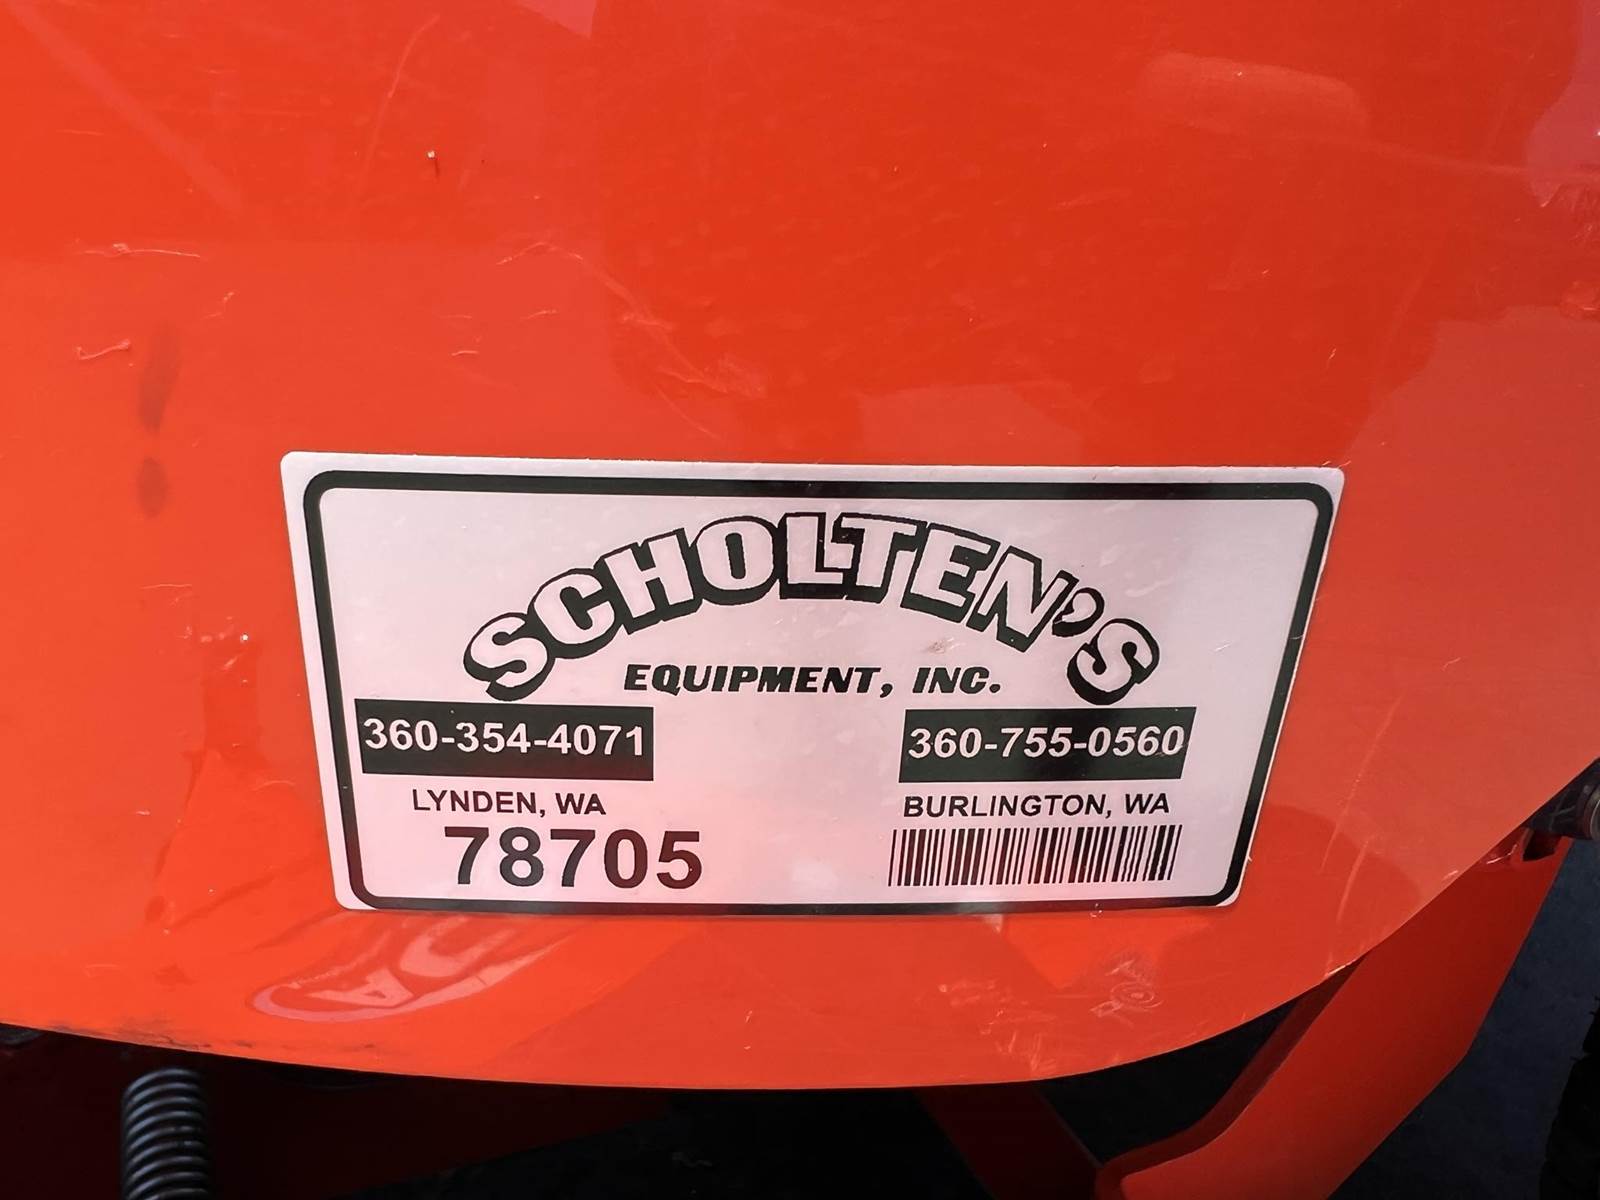 SCHOLTEN'S
EQUIPMENT, INC.
360-354-4071
LYNDEN, WA
78705
360-755-0560
BURLINGTON, WA